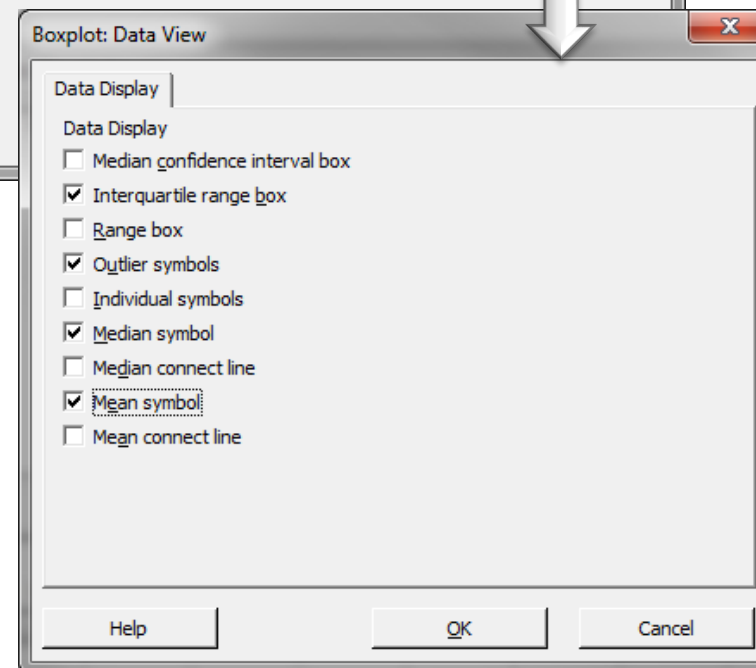 Boxplot: Data View
Data Display
Data Display
Median confidence interval box
Interquartile range box
Range box
Outlier symbols
Individual symbols
Median symbol
Median connect line
Mean symbol
Mean connect line
Help OK Cancel